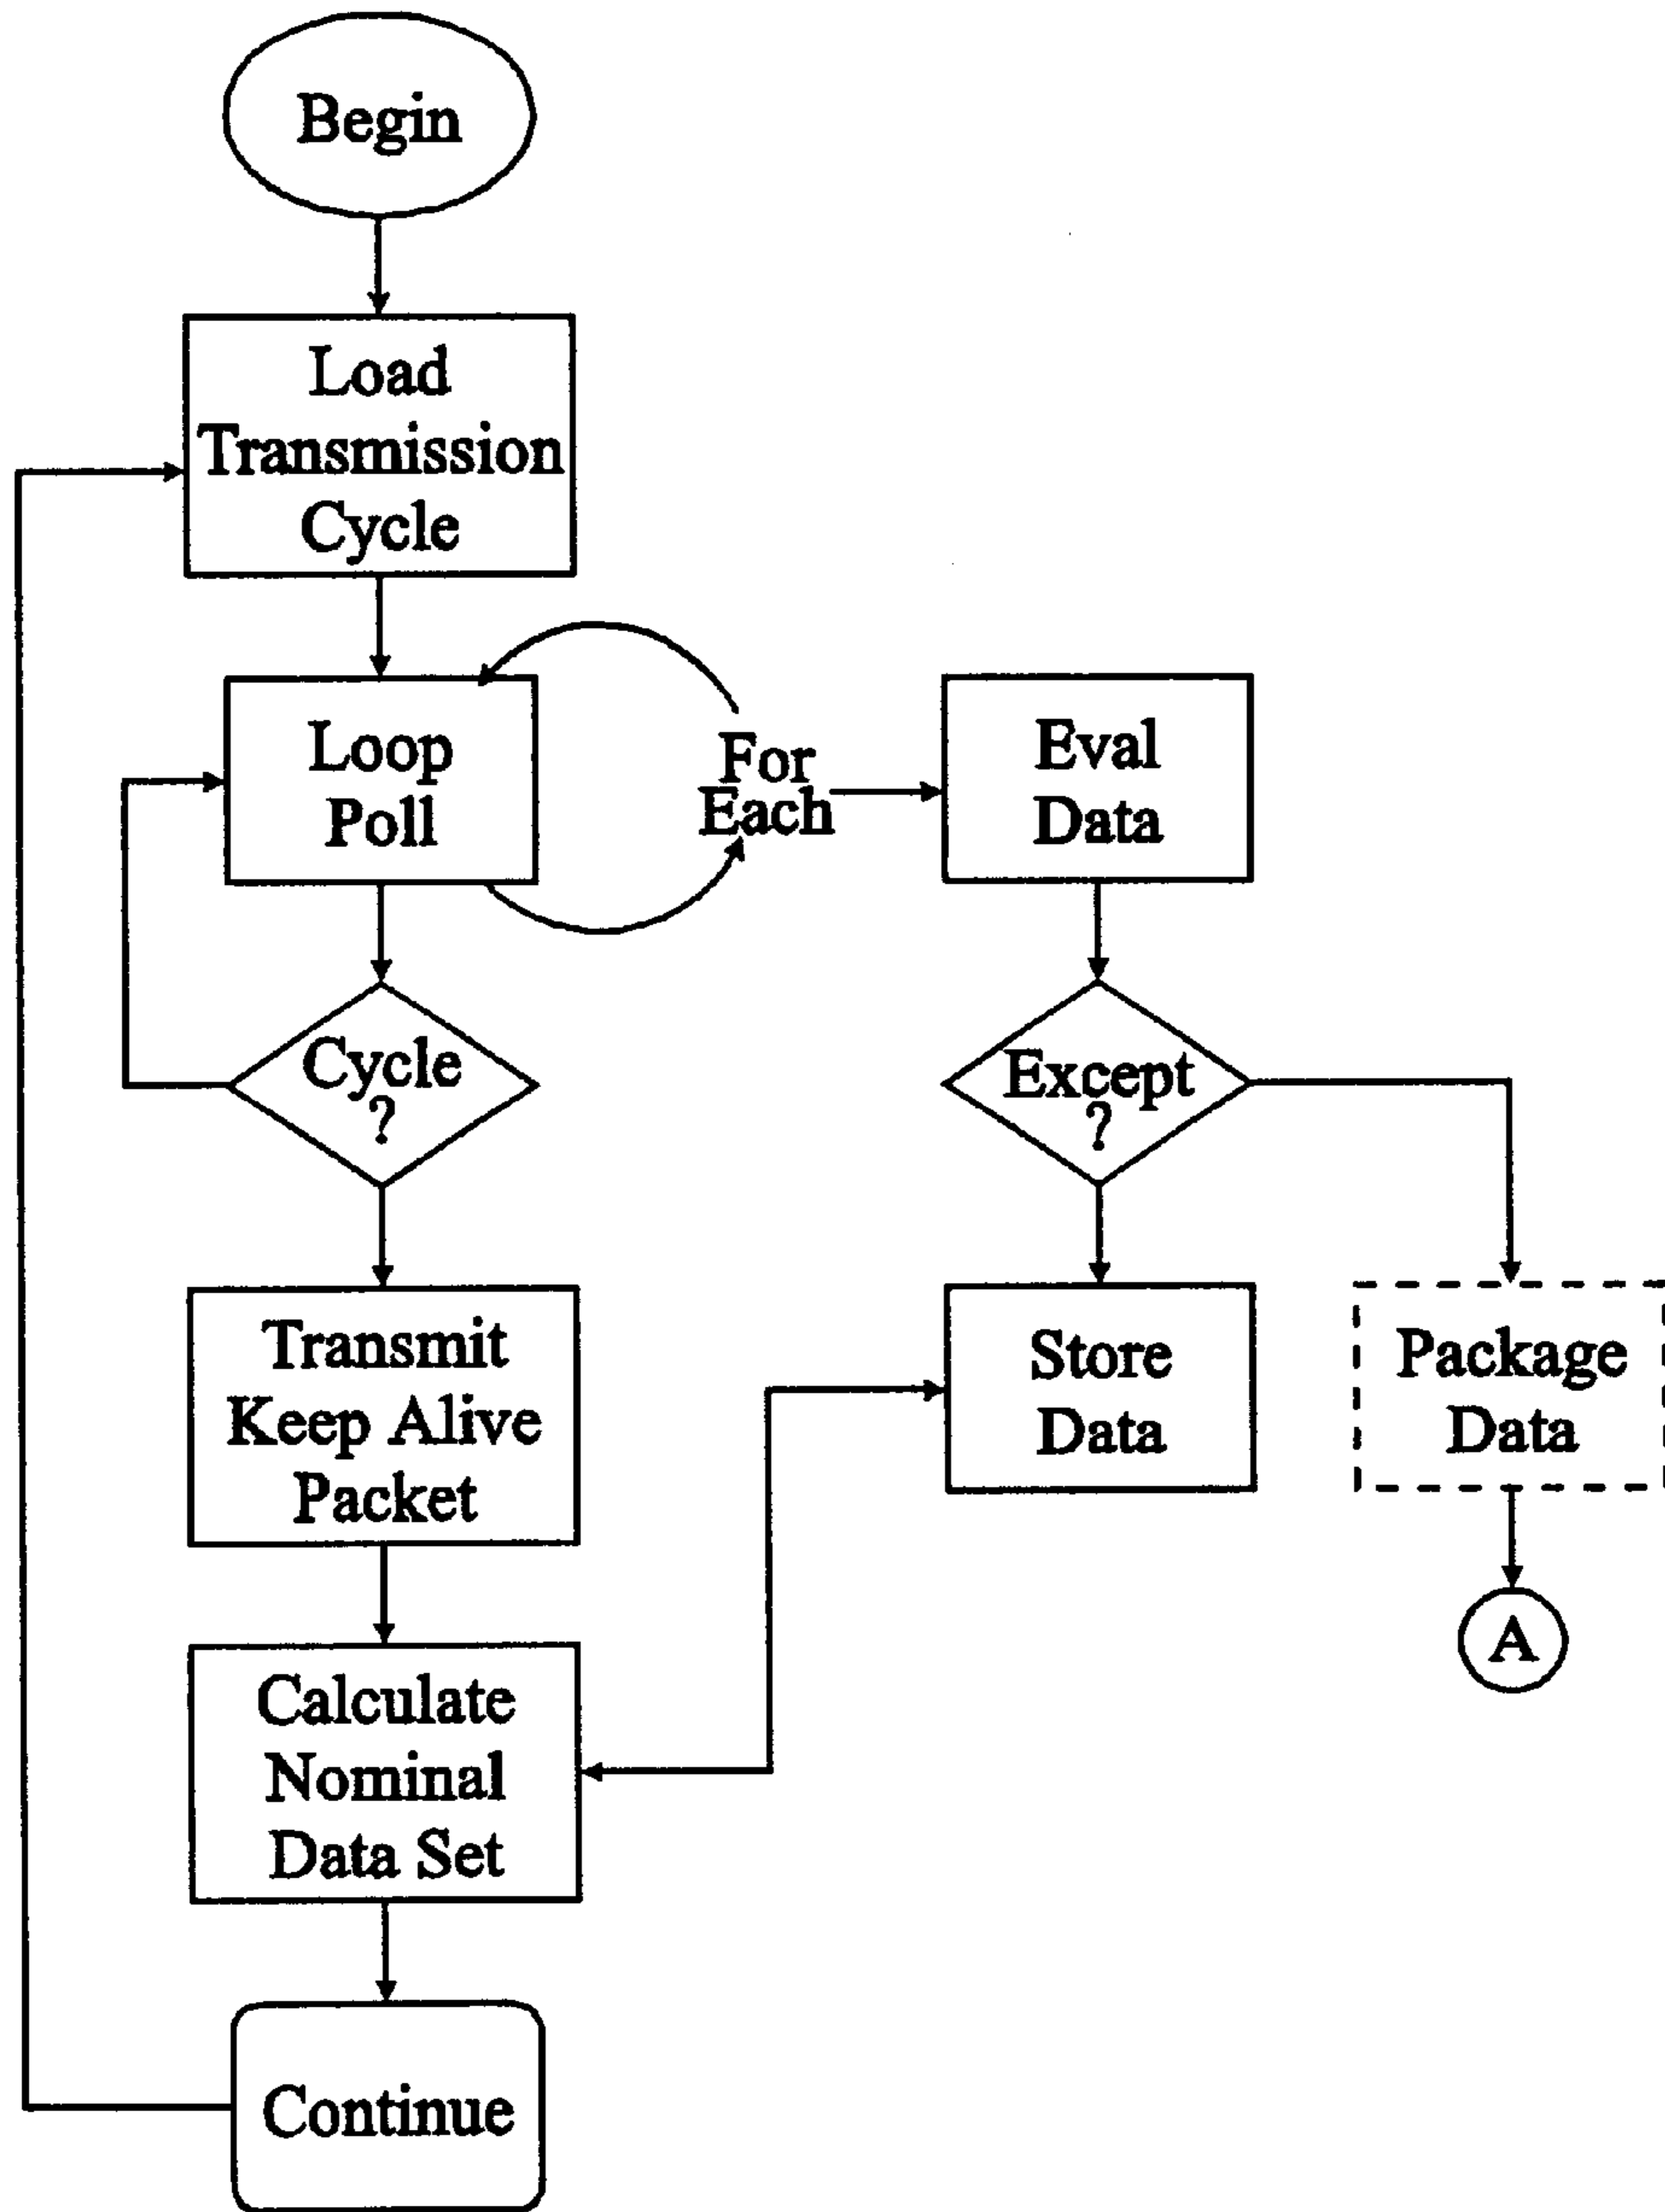 Begin
Load
Transmission
Cycle
Loop
Poll
For
Each
Eval
Data
Cycle
?
Except
?
Transmit
Keep Alive
Packet
Store
Data
Package
Data
A
Calculate
Nominal
Data Set
Continue